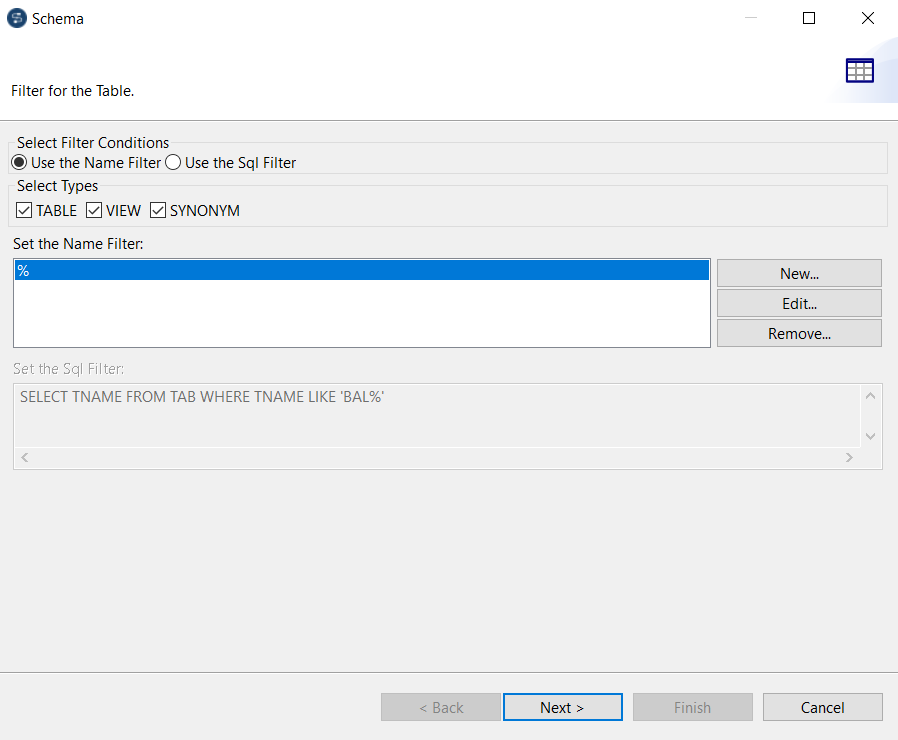 Schema
Filter for the Table.
Select Filter Conditions
Use the Name Filter Use the Sql Filter
Select Types
TABLE VIEW SYNONYM
Set the Name Filter:
%
New...
Edit...
Remove...
Set the Sql Filter:
SELECT TNAME FROM TAB WHERE TNAME LIKE 'BAL%'
< Back Next > Finish Cancel